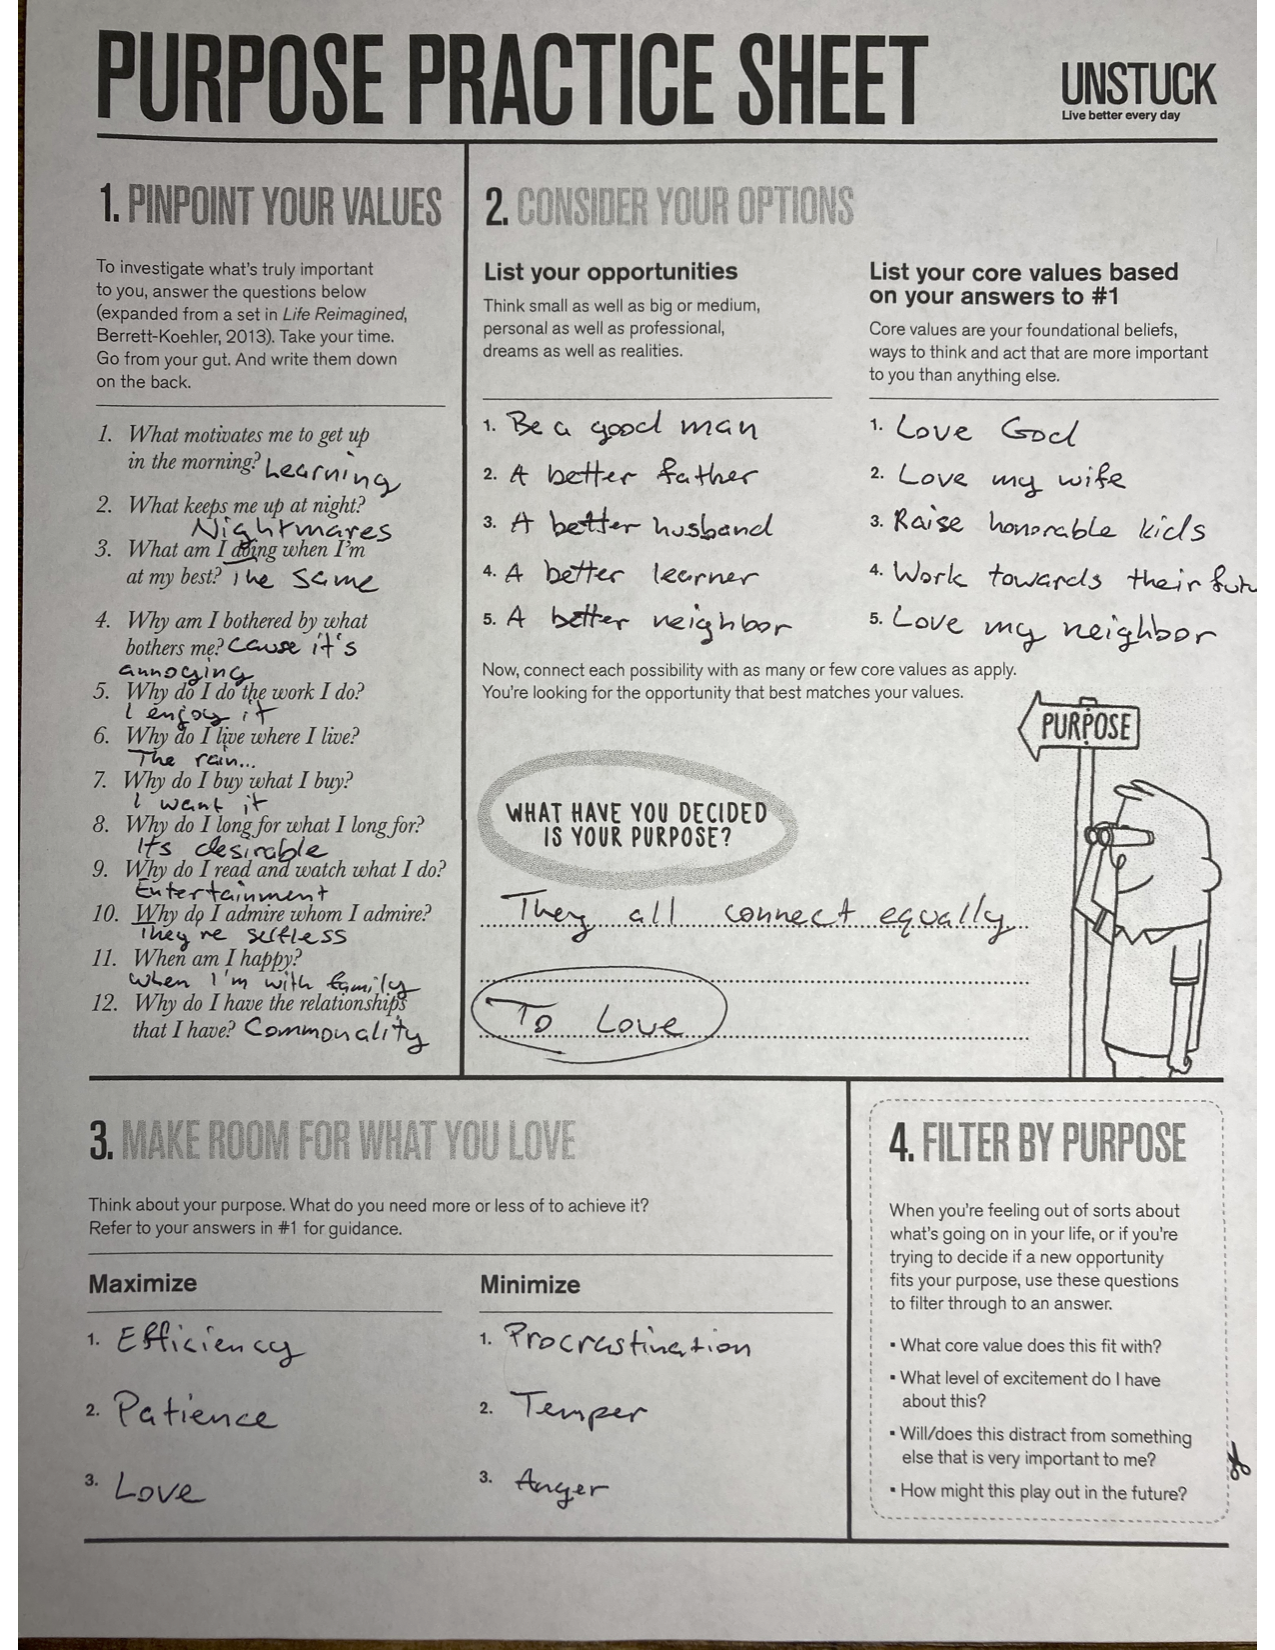 PURPOSE PRACTICE SHEET
UNSTUCK
Live better every day
1. PINPOINT YOUR VALUES
To investigate what's truly important
to you, answer the questions below
(expanded from a set in Life Reimagined,
Berrett-Koehler, 2013). Take your time.
Go from your gut. And write them down
on the back.
1. What motivates me to get up
in the morning? Learning
2. What keeps me up at night?
Nightmares
3. What am I doing when I'm
at my best? The same
4. Why am I bothered by what
bothers me? Cause it's
annoying
5. Why do I do the work I do?
I enjoy it
6. Why do I live where I live?
The rain...
7. Why do I buy what I buy?
I want it
8. Why do I long for what I long for?
It's desirable
9. Why do I read and watch what I do?
Entertainment
10. Why do I admire whom I admire?
They're selfless
11. When am I happy?
When I'm with family
12. Why do I have the relationships
that I have? Commonality
2. CONSIDER YOUR OPTIONS
List your opportunities
Think small as well as big or medium,
personal as well as professional,
dreams as well as realities.
1. Be a good man
2. A better father
3. A better husband
4. A better learner
5. A better neighbor
List your core values based
on your answers to #1
Core values are your foundational beliefs,
ways to think and act that are more important
to you than anything else.
1. Love God
2. Love my wife
3. Raise honorable kids
4. Work towards their futu
5. Love my neighbor
Now, connect each possibility with as many or few core values as apply.
You're looking for the opportunity that best matches your values.
PURPOSE
WHAT HAVE YOU DECIDED
IS YOUR PURPOSE?
They all connect equally
To Love
3. MAKE ROOM FOR WHAT YOU LOVE
Think about your purpose. What do you need more or less of to achieve it?
Refer to your answers in #1 for guidance.
Maximize
1. Efficiency
2. Patience
3. Love
Minimize
1. Procrastination
2. Temper
3. Anger
4. FILTER BY PURPOSE
When you're feeling out of sorts about
what's going on in your life, or if you're
trying to decide if a new opportunity
fits your purpose, use these questions
to filter through to an answer.
▪ What core value does this fit with?
▪ What level of excitement do I have
about this?
▪ Will/does this distract from something
else that is very important to me?
▪ How might this play out in the future?